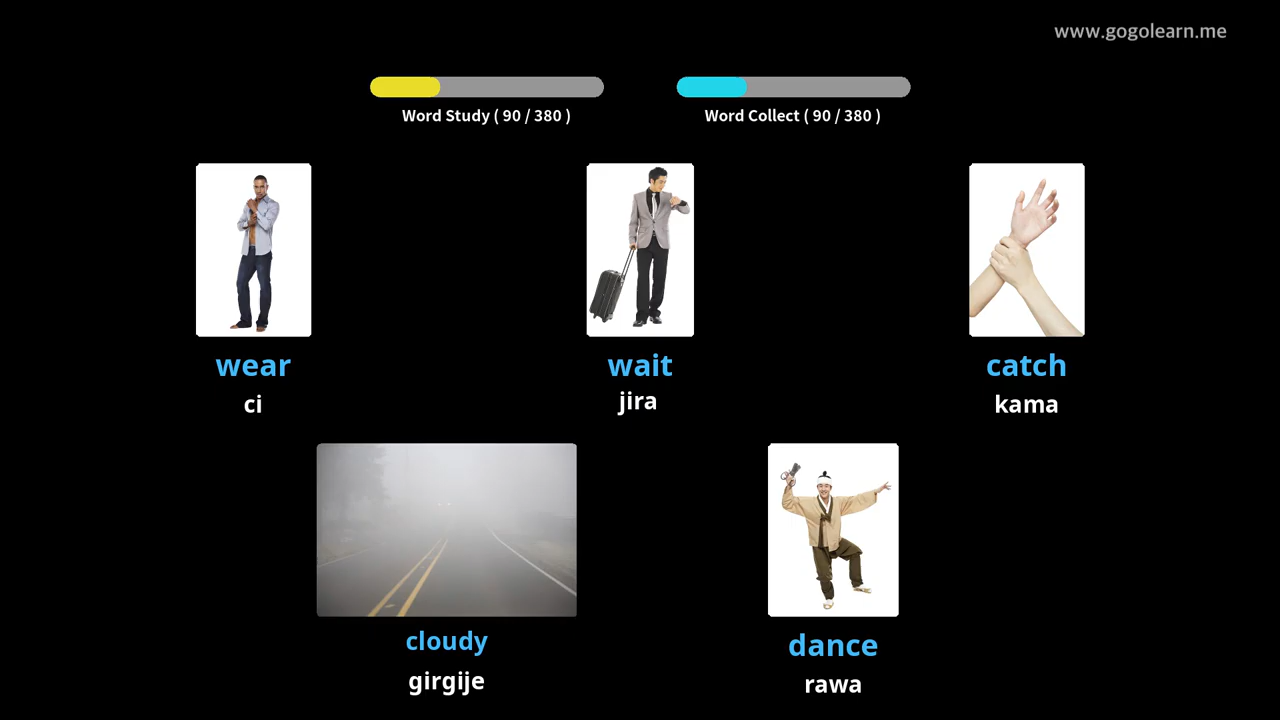 www.gogolearn.me
Word Study ( 90 / 380 )
Word Collect ( 90 / 380 )
wear
ci
wait
jira
catch
kama
cloudy
girgije
dance
rawa